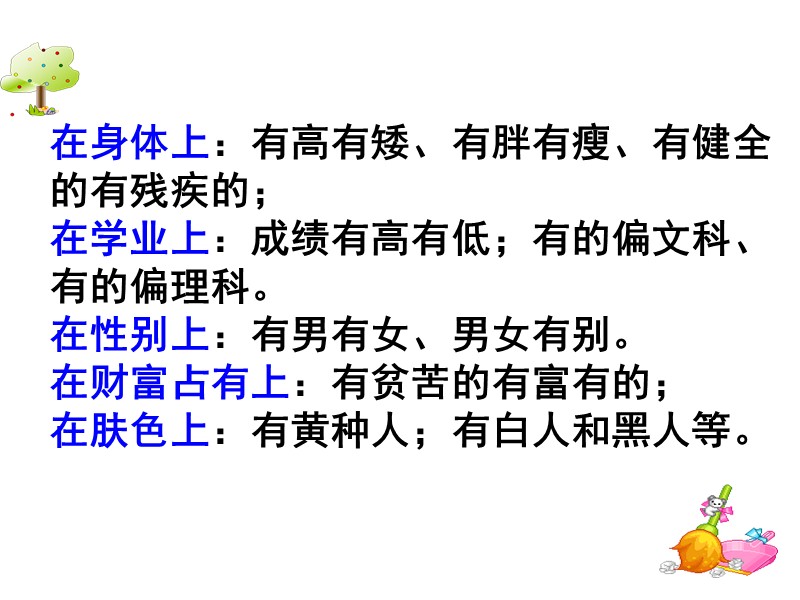 在身体上：有高有矮、有胖有瘦、有健全
的有残疾的；
在学业上：成绩有高有低；有的偏文科、
有的偏理科。
在性别上：有男有女、男女有别。
在财富占有上：有贫苦的有富有的；
在肤色上：有黄种人；有白人和黑人等。